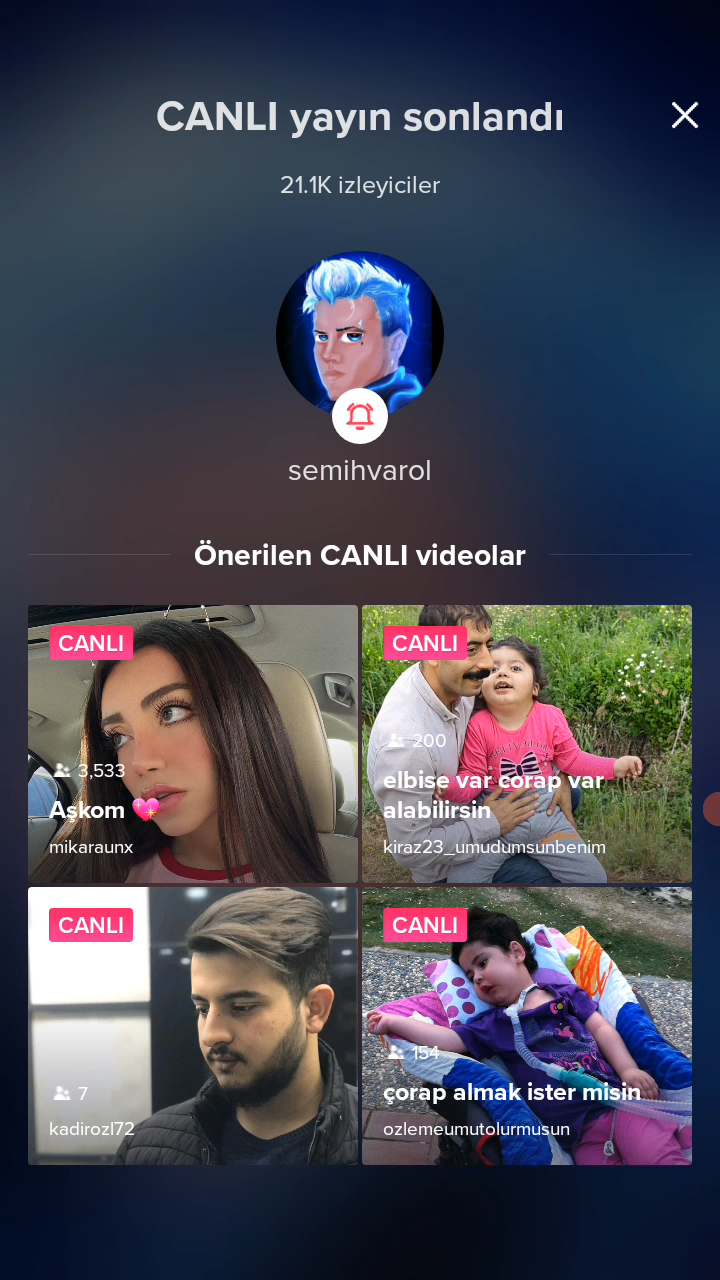 CANLI yayın sonlandı
21.1K izleyiciler
semihvarol
Önerilen CANLI videolar
CANLI
3,533
Aşkom 💖
mikaraunx
CANLI
200
elbise var çorap var
alabilirsin
kiraz23_umudumsunbenim
CANLI
7
kadirozl72
CANLI
154
çorap almak ister misin
ozlemeumutolurmusun